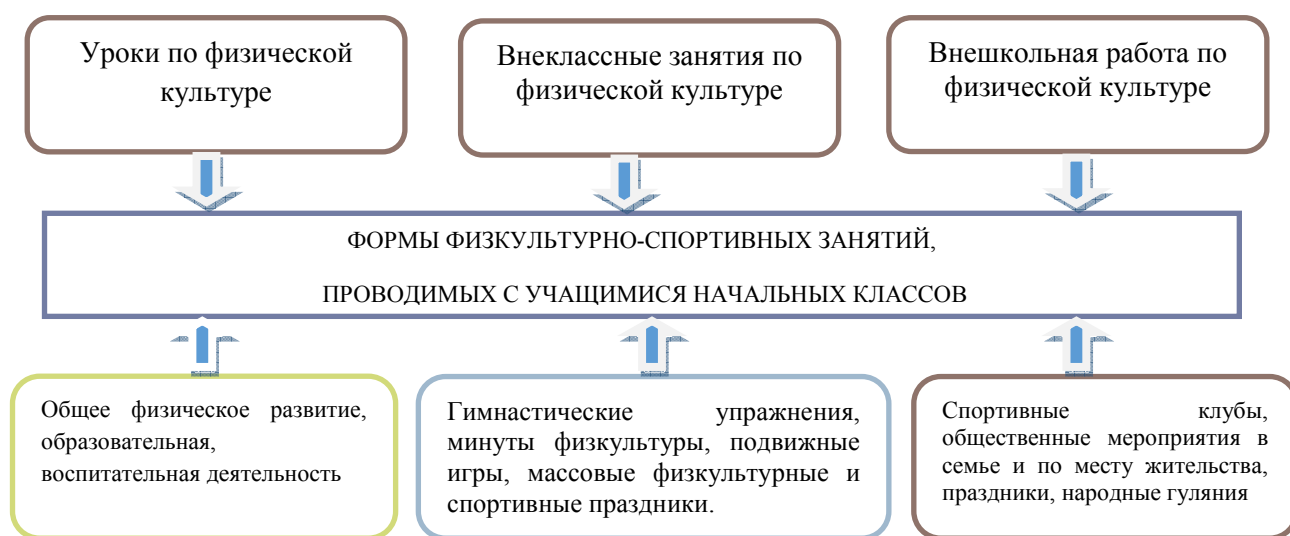 Уроки по физической
культуре
Внеклассные занятия по
физической культуре
Внешкольная работа по
физической культуре
ФОРМЫ ФИЗКУЛЬТУРНО-СПОРТИВНЫХ ЗАНЯТИЙ,
ПРОВОДИМЫХ С УЧАЩИМИСЯ НАЧАЛЬНЫХ КЛАССОВ
Общее физическое развитие,
образовательная,
воспитательная деятельность
Гимнастические упражнения,
минуты физкультуры, подвижные
игры, массовые физкультурные и
спортивные праздники.
Спортивные клубы,
общественные мероприятия в
семье и по месту жительства,
праздники, народные гуляния